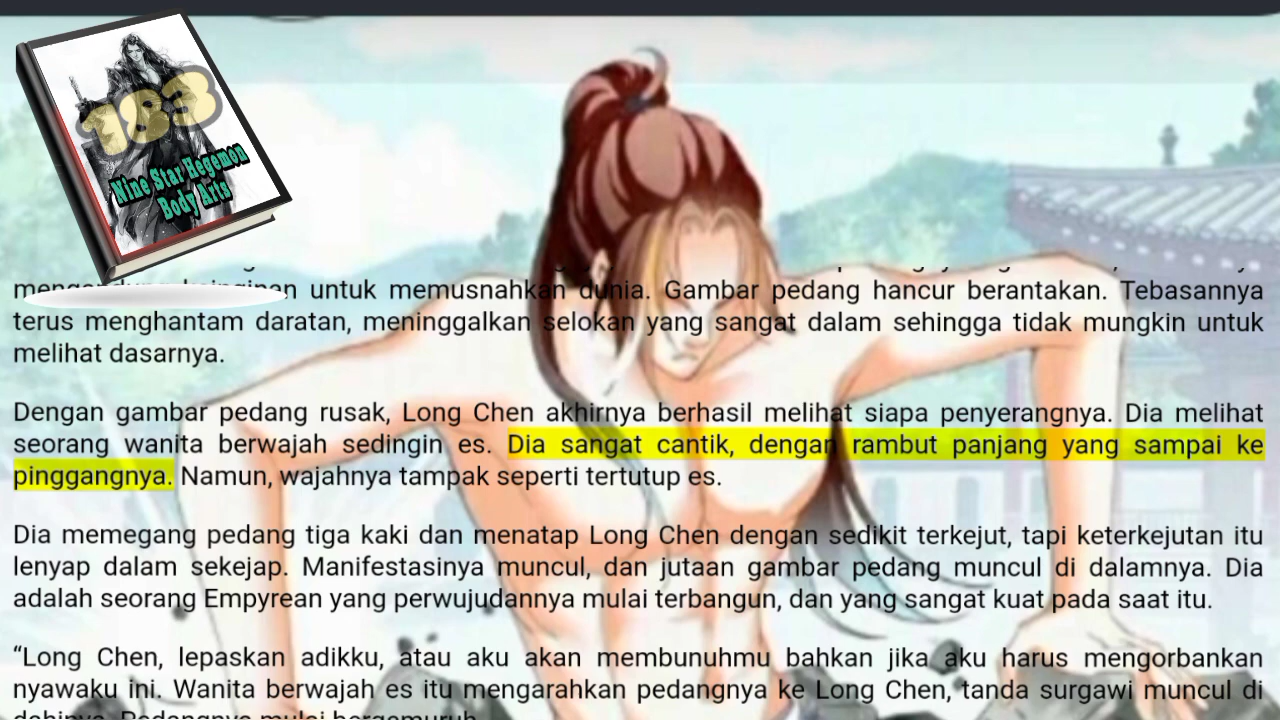 183
Nine Star Hegemon
Body Arts
untuk memusnahkan dunia. Gambar pedang hancur berantakan. Tebasannya
terus menghantam daratan, meninggalkan selokan yang sangat dalam sehingga tidak mungkin untuk
melihat dasarnya.
Dengan gambar pedang rusak, Long Chen akhirnya berhasil melihat siapa penyerangnya. Dia melihat
seorang wanita berwajah sedingin es. Dia sangat cantik, dengan rambut panjang yang sampai ke
pinggangnya. Namun, wajahnya tampak seperti tertutup es.
Dia memegang pedang tiga kaki dan menatap Long Chen dengan sedikit terkejut, tapi keterkejutan itu
lenyap dalam sekejap. Manifestasinya muncul, dan jutaan gambar pedang muncul di dalamnya. Dia
adalah seorang Empyrean yang perwujudannya mulai terbangun, dan yang sangat kuat pada saat itu.
“Long Chen, lepaskan adikku, atau aku akan membunuhmu bahkan jika aku harus mengorbankan
nyawaku ini. Wanita berwajah es itu mengarahkan pedangnya ke Long Chen, tanda surgawi muncul di
dahinya. Pedangnya mulai bergemuruh.